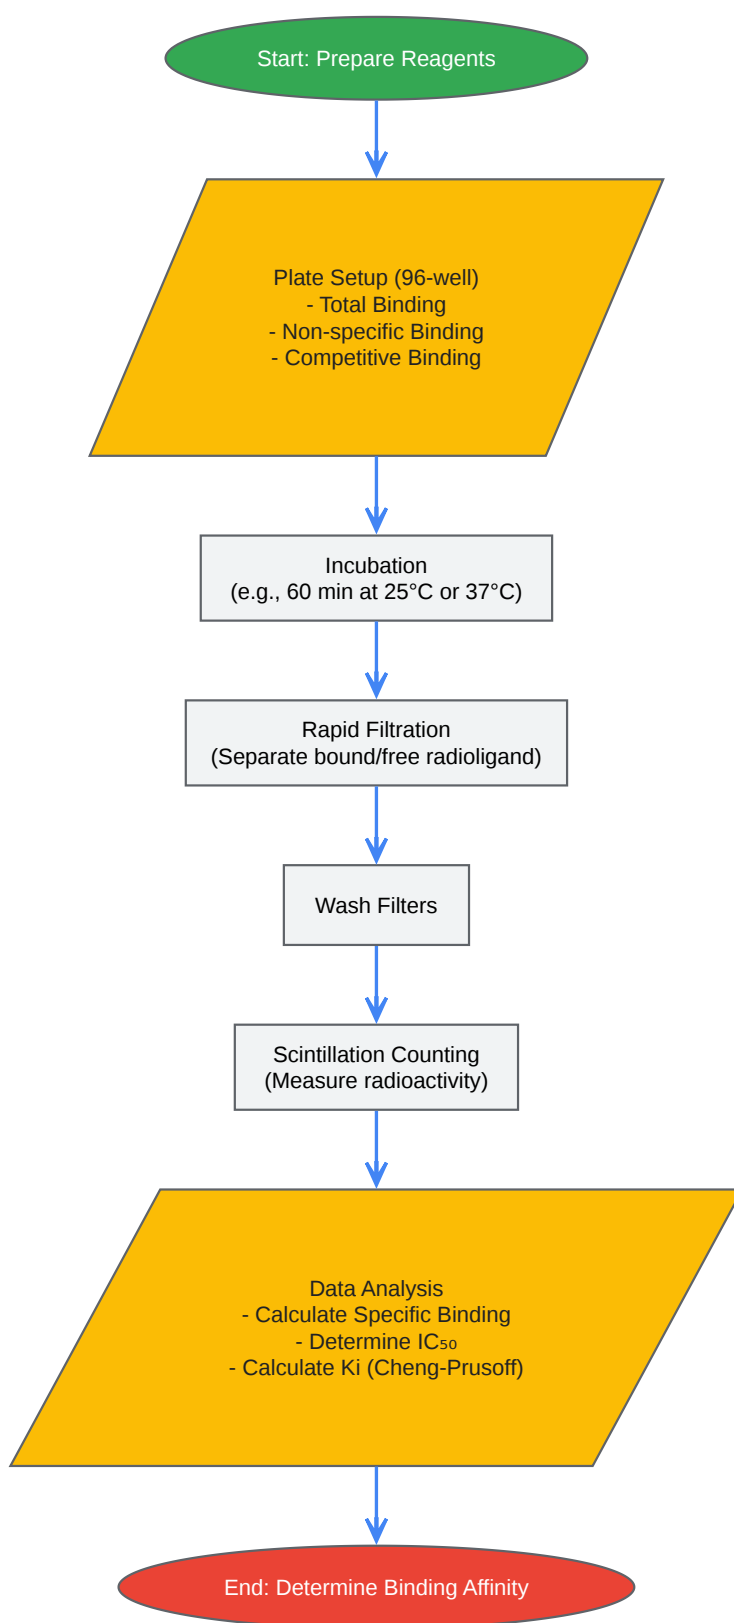 Start: Prepare Reagents
Plate Setup (96-well)
- Total Binding
- Non-specific Binding
- Competitive Binding
Incubation
(e.g., 60 min at 25°C or 37°C)
Rapid Filtration
(Separate bound/free radioligand)
Wash Filters
Scintillation Counting
(Measure radioactivity)
Data Analysis
- Calculate Specific Binding
- Determine IC₅₀
- Calculate Ki (Cheng-Prusoff)
End: Determine Binding Affinity